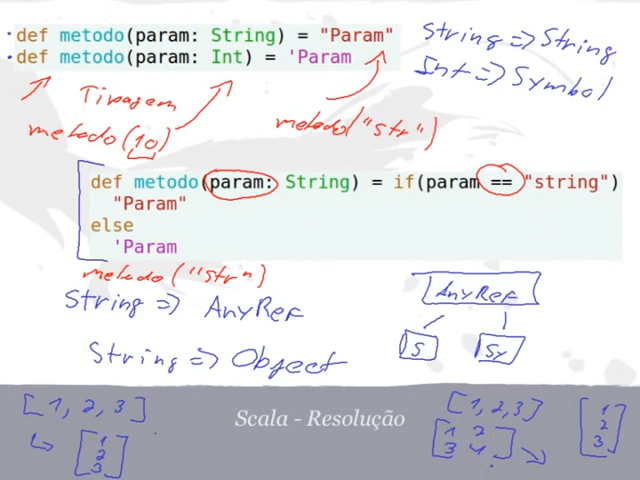 def metodo(param: String) = "Param"
def metodo(param: Int) = 'Param
String => String
Int => Symbol
Tipagem
metodo(10)
metodo("str")
def metodo(param: String) = if(param == "string")
"Param"
else
'Param
metodo("str")
String => AnyRef
AnyRef
S
Sy
String => Object
[1, 2, 3]
1
2
3
Scala - Resolução
[1, 2, 3]
1 2
3 4
1
2
3